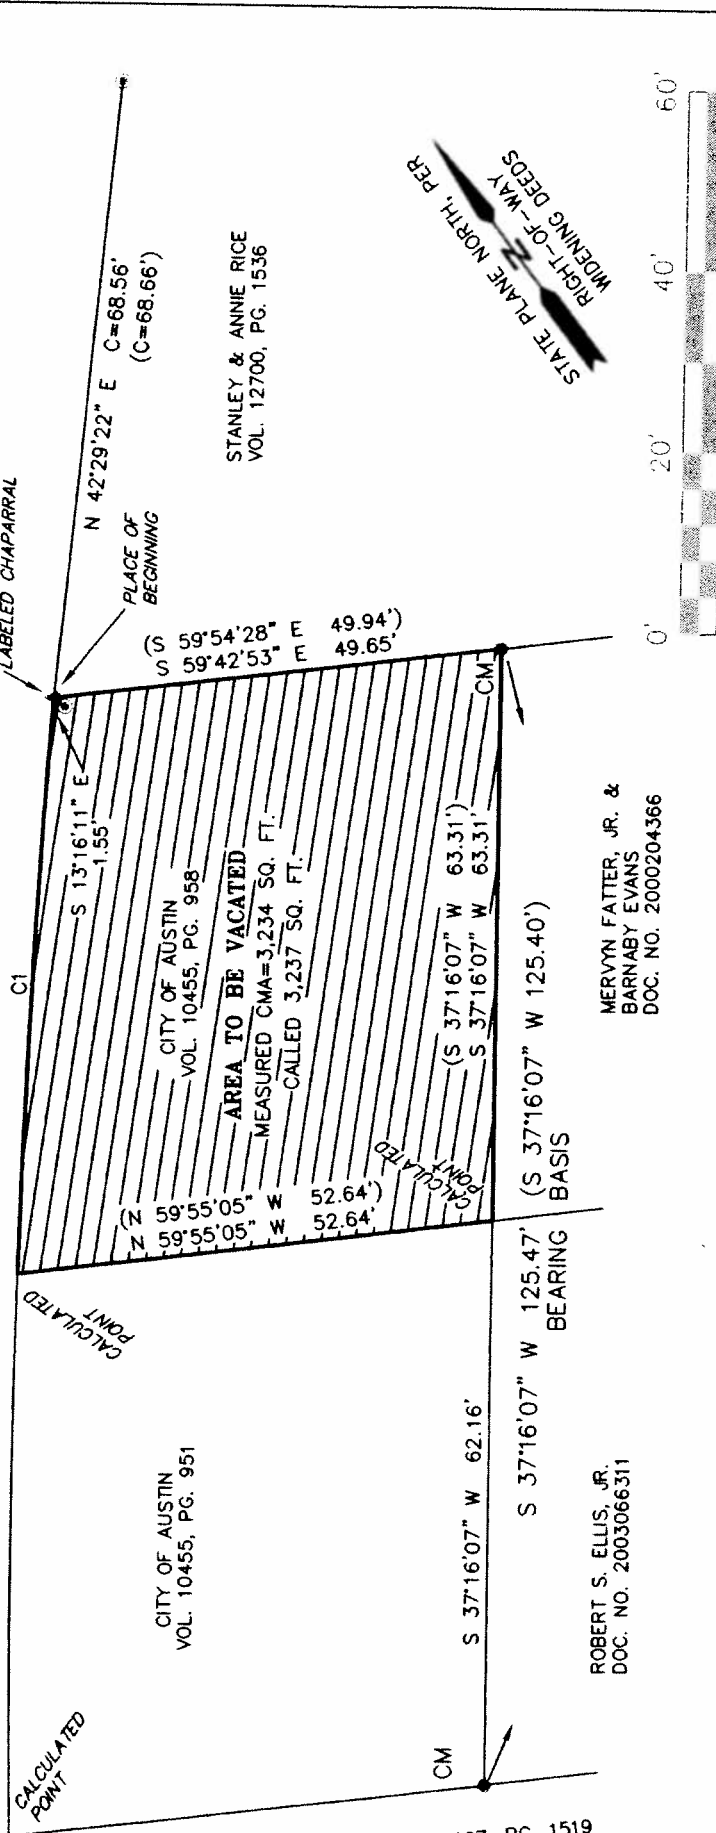 LABELED CHAPARRAL
N 42°29'22" E C=68.56'
(C=68.66')
PLACE OF
BEGINNING
STANLEY & ANNIE RICE
VOL. 12700, PG. 1536
STATE PLANE NORTH, PER
RIGHT-OF-WAY
WIDENING DEEDS
N
0' 20' 40' 60'
(S 59°54'28" E 49.94')
S 59°42'53" E 49.65'
C1
S 13°16'11" E
1.55'
CITY OF AUSTIN
VOL. 10455, PG. 958
AREA TO BE VACATED
MEASURED CMA=3,234 SQ. FT.
CALLED 3,237 SQ. FT.
CM
(S 37°16'07" W 63.31')
S 37°16'07" W 63.31'
CALCULATED
POINT
(N 59°55'05" W 52.64')
N 59°55'05" W 52.64'
CALCULATED
POINT
MERVYN FATTER, JR. &
BARNABY EVANS
DOC. NO. 2000204366
S 37°16'07" W 125.47' (S 37°16'07" W 125.40')
BEARING BASIS
CITY OF AUSTIN
VOL. 10455, PG. 951
S 37°16'07" W 62.16'
ROBERT S. ELLIS, JR.
DOC. NO. 2003066311
CALCULATED
POINT
CM
PG. 1519